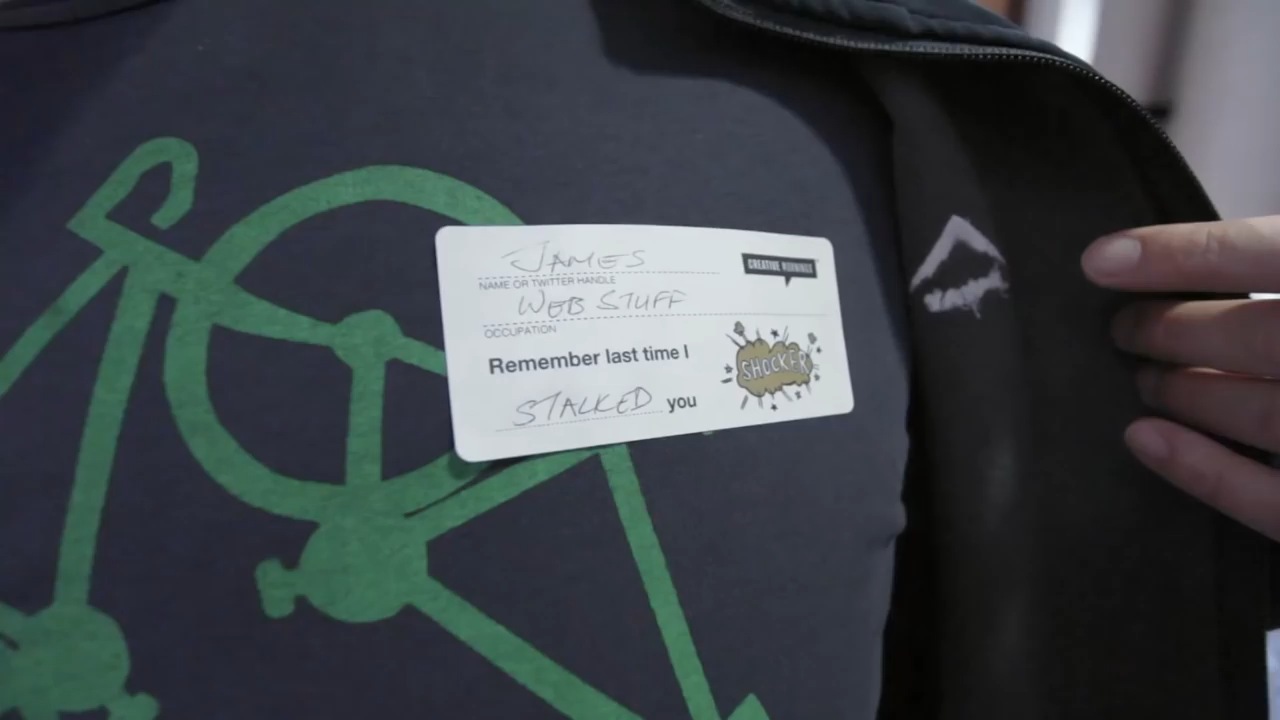 JAMES
CREATIVE MORNINGS
NAME OR TWITTER HANDLE
WEB STUFF
OCCUPATION
Remember last time I
SHOCKER
STALKED you